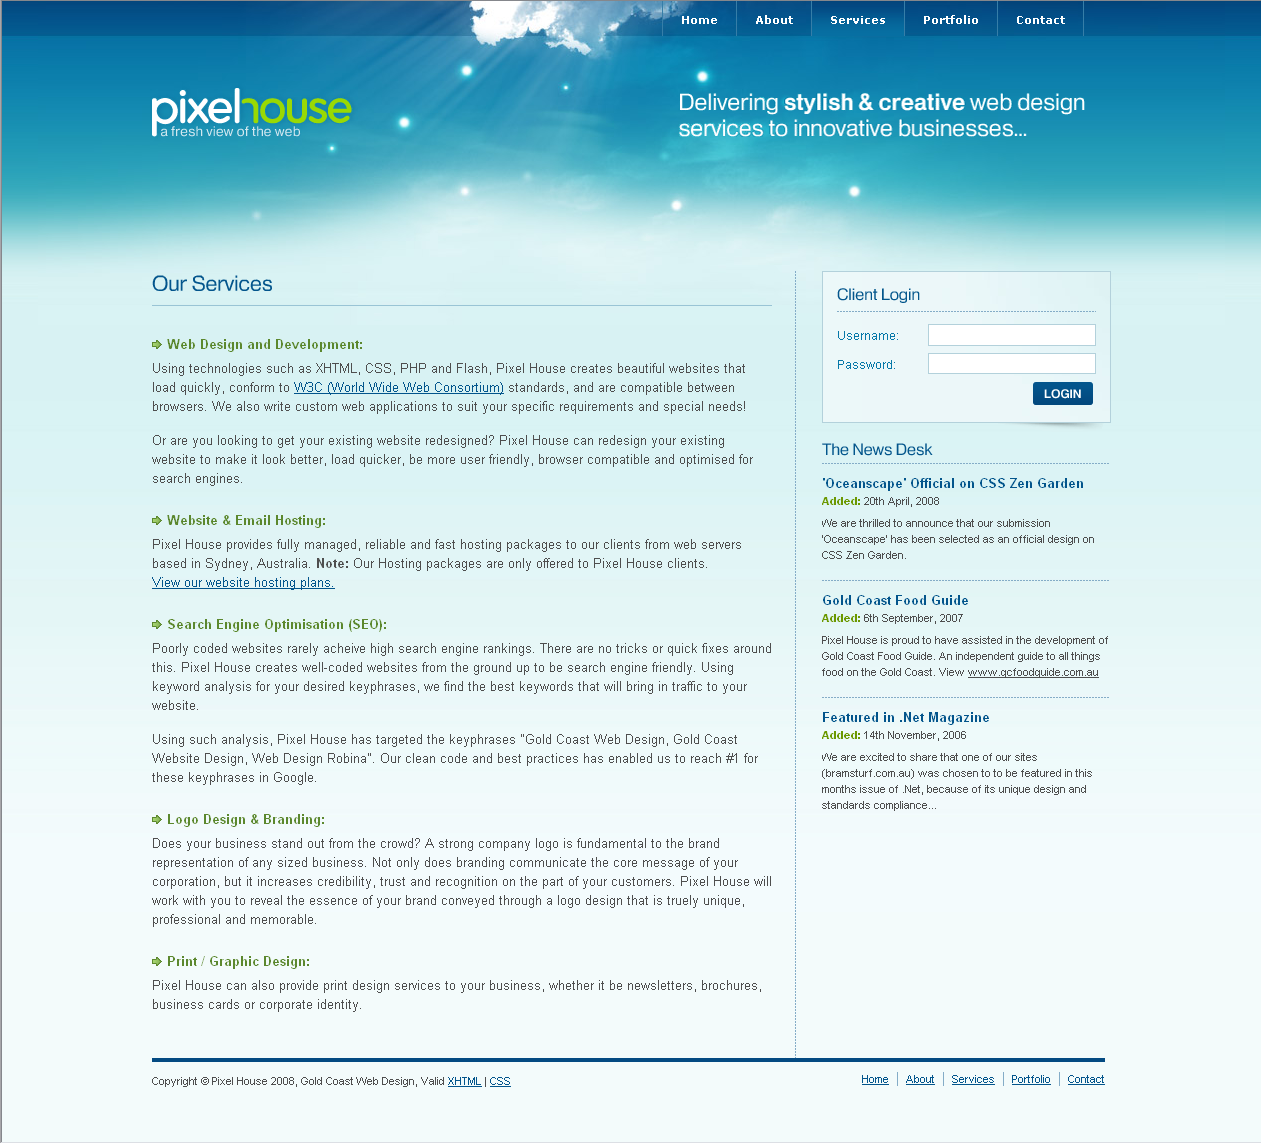 Home About Services Portfolio Contact
pixelhouse
a fresh view of the web
Delivering stylish & creative web design
services to innovative businesses...
Our Services
Web Design and Development:
Using technologies such as XHTML, CSS, PHP and Flash, Pixel House creates beautiful websites that
load quickly, conform to W3C (World Wide Web Consortium) standards, and are compatible between
browsers. We also write custom web applications to suit your specific requirements and special needs!
Or are you looking to get your existing website redesigned? Pixel House can redesign your existing
website to make it look better, load quicker, be more user friendly, browser compatible and optimised for
search engines.
Website & Email Hosting:
Pixel House provides fully managed, reliable and fast hosting packages to our clients from web servers
based in Sydney, Australia. Note: Our Hosting packages are only offered to Pixel House clients.
View our website hosting plans.
Search Engine Optimisation (SEO):
Poorly coded websites rarely acheive high search engine rankings. There are no tricks or quick fixes around
this. Pixel House creates well-coded websites from the ground up to be search engine friendly. Using
keyword analysis for your desired keyphrases, we find the best keywords that will bring in traffic to your
website.
Using such analysis, Pixel House has targeted the keyphrases "Gold Coast Web Design, Gold Coast
Website Design, Web Design Robina". Our clean code and best practices has enabled us to reach #1 for
these keyphrases in Google.
Logo Design & Branding:
Does your business stand out from the crowd? A strong company logo is fundamental to the brand
representation of any sized business. Not only does branding communicate the core message of your
corporation, but it increases credibility, trust and recognition on the part of your customers. Pixel House will
work with you to reveal the essence of your brand conveyed through a logo design that is truely unique,
professional and memorable.
Print / Graphic Design:
Pixel House can also provide print design services to your business, whether it be newsletters, brochures,
business cards or corporate identity.
Client Login
Username:
Password:
LOGIN
The News Desk
'Oceanscape' Official on CSS Zen Garden
Added: 20th April, 2008
We are thrilled to announce that our submission
'Oceanscape' has been selected as an official design on
CSS Zen Garden.
Gold Coast Food Guide
Added: 6th September, 2007
Pixel House is proud to have assisted in the development of
Gold Coast Food Guide. An independent guide to all things
food on the Gold Coast. View www.gcfoodguide.com.au
Featured in .Net Magazine
Added: 14th November, 2006
We are excited to share that one of our sites
(bramsturf.com.au) was chosen to to be featured in this
months issue of .Net, because of its unique design and
standards compliance...
Copyright © Pixel House 2008, Gold Coast Web Design, Valid XHTML | CSS
Home About Services Portfolio Contact